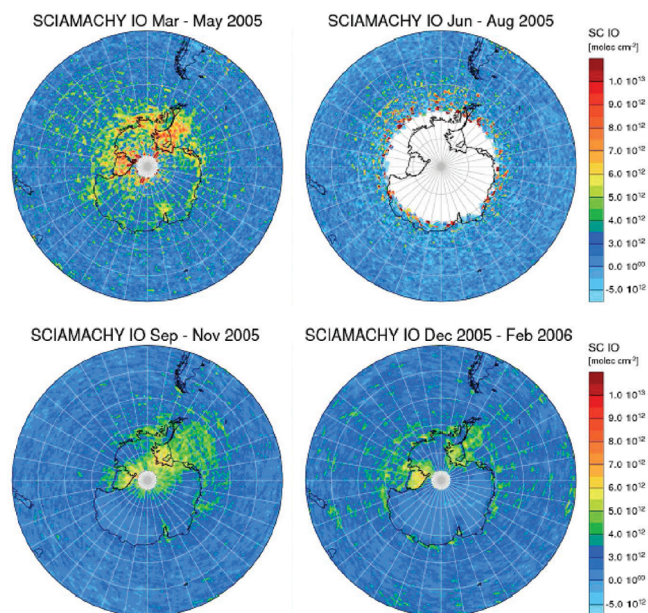 SCIAMACHY IO Mar - May 2005
SCIAMACHY IO Jun - Aug 2005
SC IO
[molec cm⁻²]
1.0 10¹³
9.0 10¹²
8.0 10¹²
7.0 10¹²
6.0 10¹²
5.0 10¹²
4.0 10¹²
3.0 10¹²
0.0 10⁰⁰
-5.0 10¹²
SCIAMACHY IO Sep - Nov 2005
SCIAMACHY IO Dec 2005 - Feb 2006
SC IO
[molec cm⁻²]
1.0 10¹³
9.0 10¹²
8.0 10¹²
7.0 10¹²
6.0 10¹²
5.0 10¹²
4.0 10¹²
3.0 10¹²
0.0 10⁰⁰
-5.0 10¹²